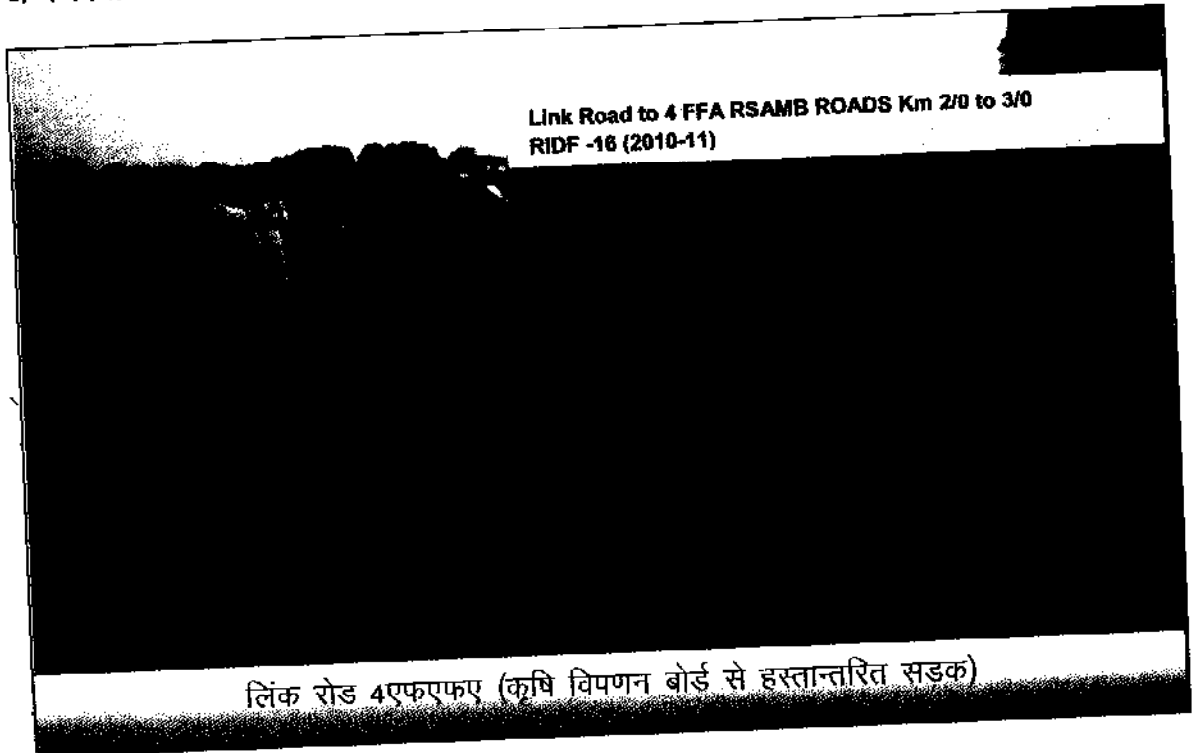 Link Road to 4 FFA RSAMB ROADS Km 2/0 to 3/0
RIDF -16 (2010-11)
लिंक रोड 4एफएफए (कृषि विपणन बोर्ड से हस्तान्तरित सडक)